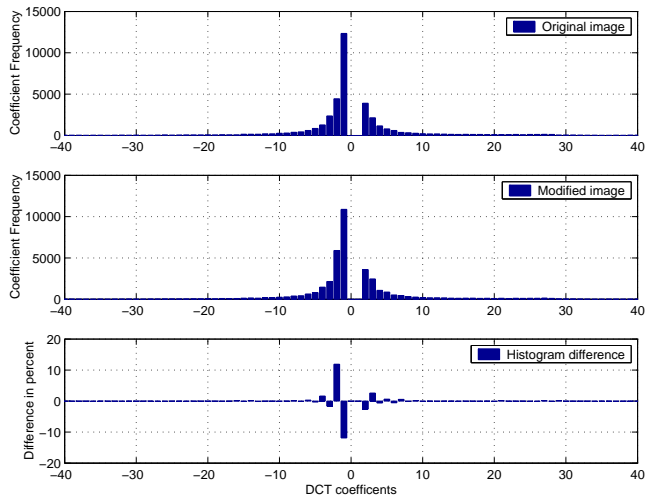 15000
10000
5000
0
Coefficient Frequency
Original image
−40 −30 −20 −10 0 10 20 30 40
15000
10000
5000
0
Coefficient Frequency
Modified image
−40 −30 −20 −10 0 10 20 30 40
20
10
0
−10
−20
Difference in percent
Histogram difference
−40 −30 −20 −10 0 10 20 30 40
DCT coefficents